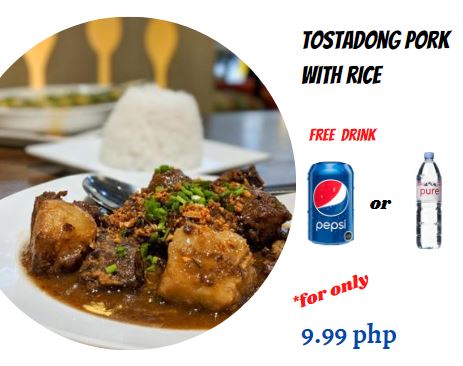 TOSTADONG PORK
WITH RICE
FREE DRINK
pepsi
or
pure
*for only
9.99 php